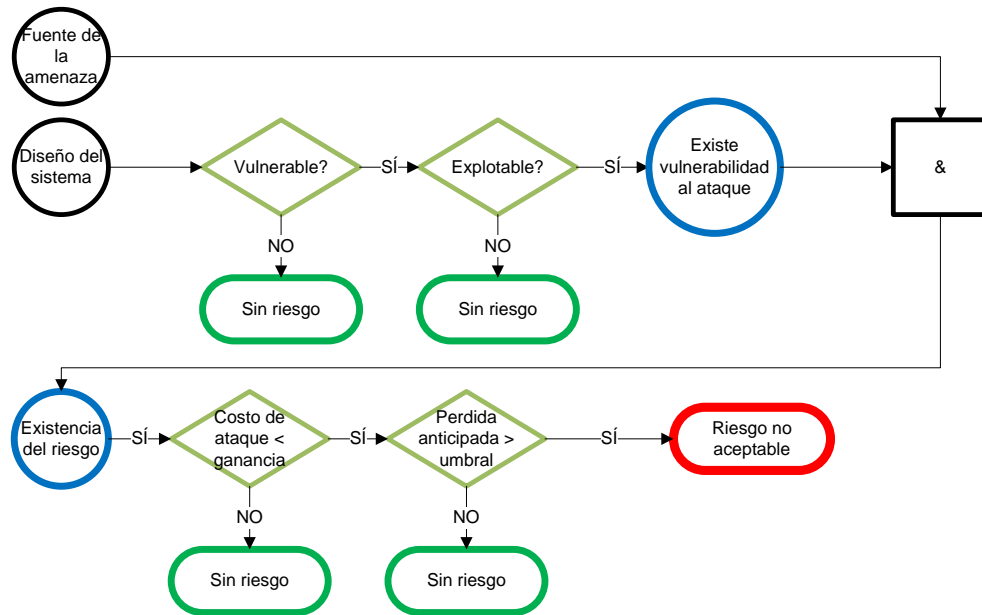 Fuente de
la
amenaza
Diseño del
sistema
Vulnerable?
SÍ
Explotable?
SÍ
Existe
vulnerabilidad
al ataque
&
NO
NO
Sin riesgo
Sin riesgo
Existencia
del riesgo
SÍ
Costo de
ataque <
ganancia
SÍ
Perdida
anticipada >
umbral
SÍ
Riesgo no
aceptable
NO
NO
Sin riesgo
Sin riesgo